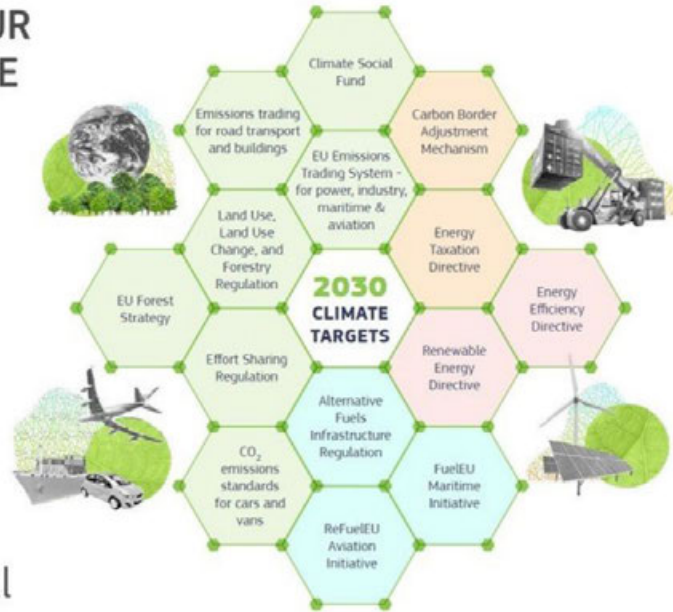 UR
E
Climate Social
Fund
Emissions trading
for road transport
and buildings
Carbon Border
Adjustment
Mechanism
EU Emissions
Trading System -
for power, industry,
maritime &
aviation
Land Use,
Land Use
Change, and
Forestry
Regulation
Energy
Taxation
Directive
EU Forest
Strategy
2030
CLIMATE
TARGETS
Energy
Efficiency
Directive
Effort Sharing
Regulation
Renewable
Energy
Directive
Alternative
Fuels
Infrastructure
Regulation
CO₂
emissions
standards
for cars and
vans
FuelEU
Maritime
Initiative
ReFuelEU
Aviation
Initiative
l